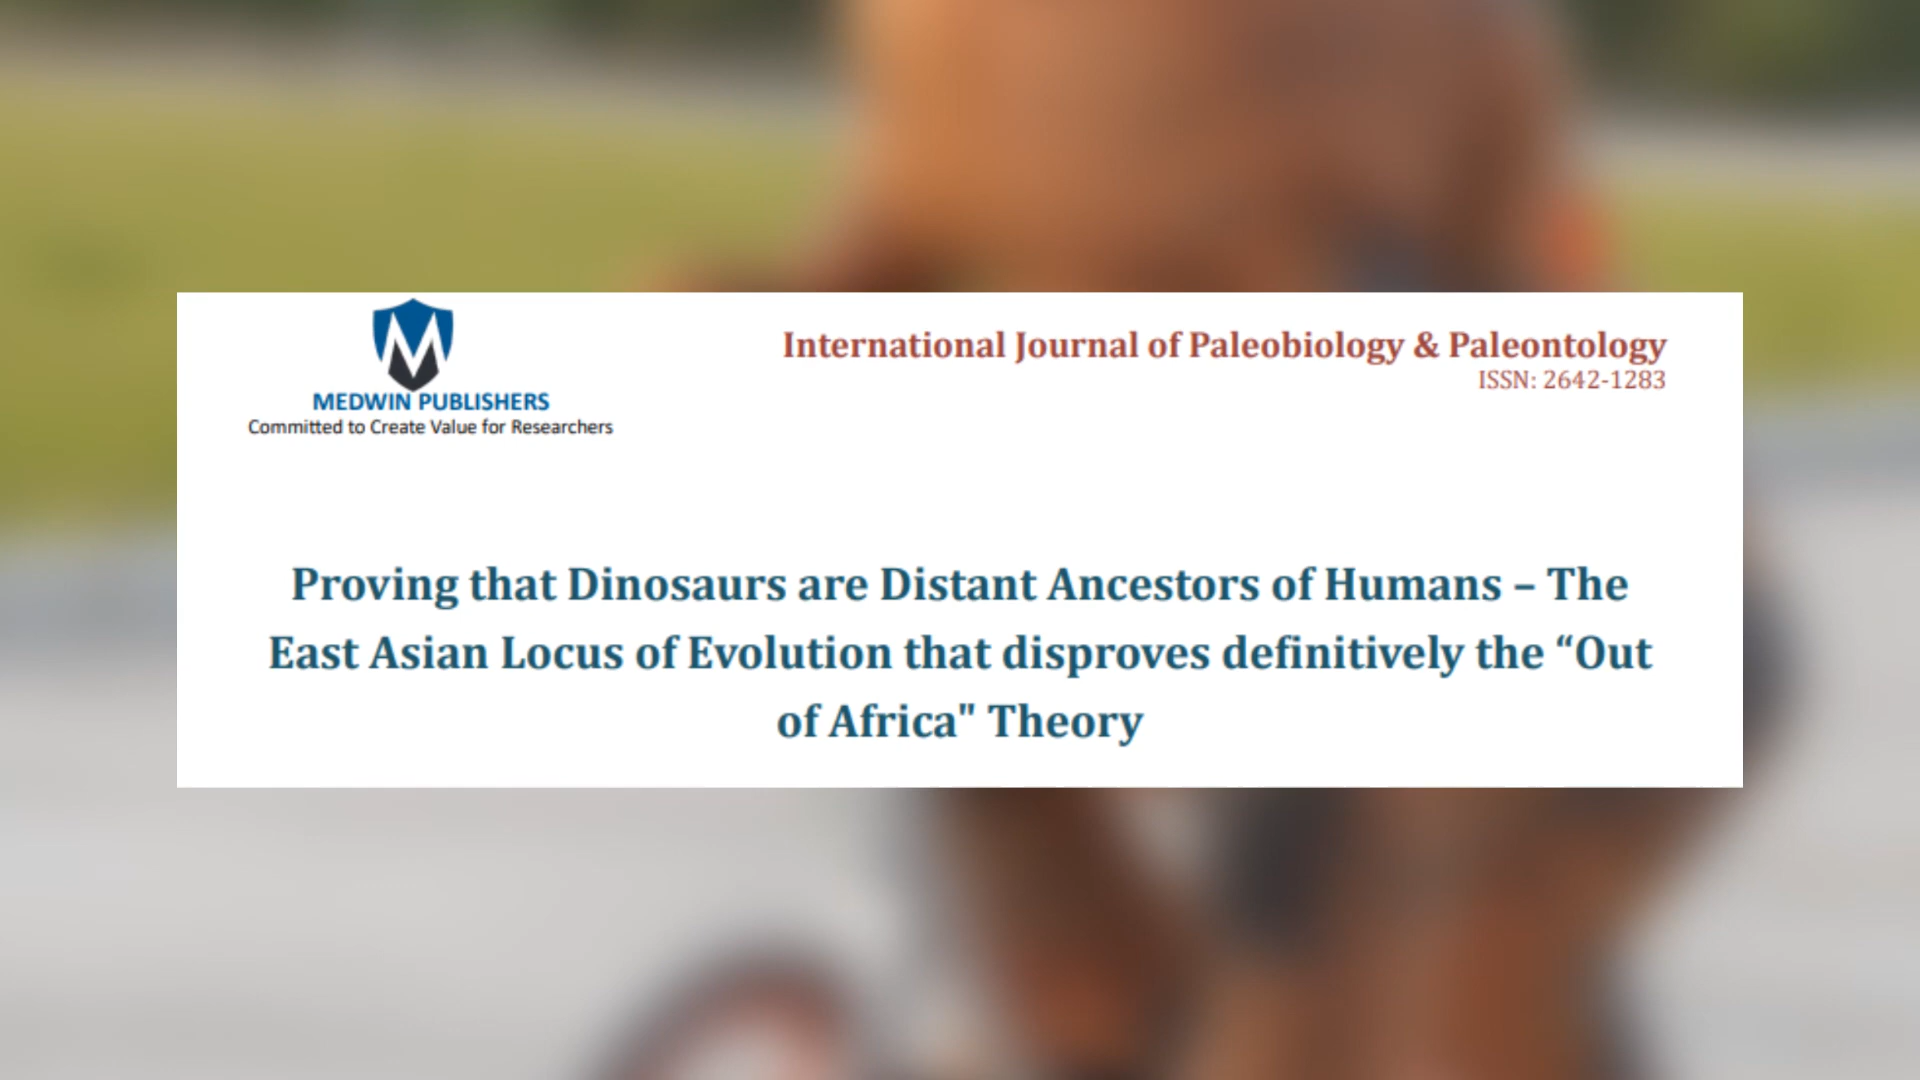 MEDWIN PUBLISHERS
Committed to Create Value for Researchers
International Journal of Paleobiology & Paleontology
ISSN: 2642-1283
Proving that Dinosaurs are Distant Ancestors of Humans – The
East Asian Locus of Evolution that disproves definitively the “Out
of Africa" Theory